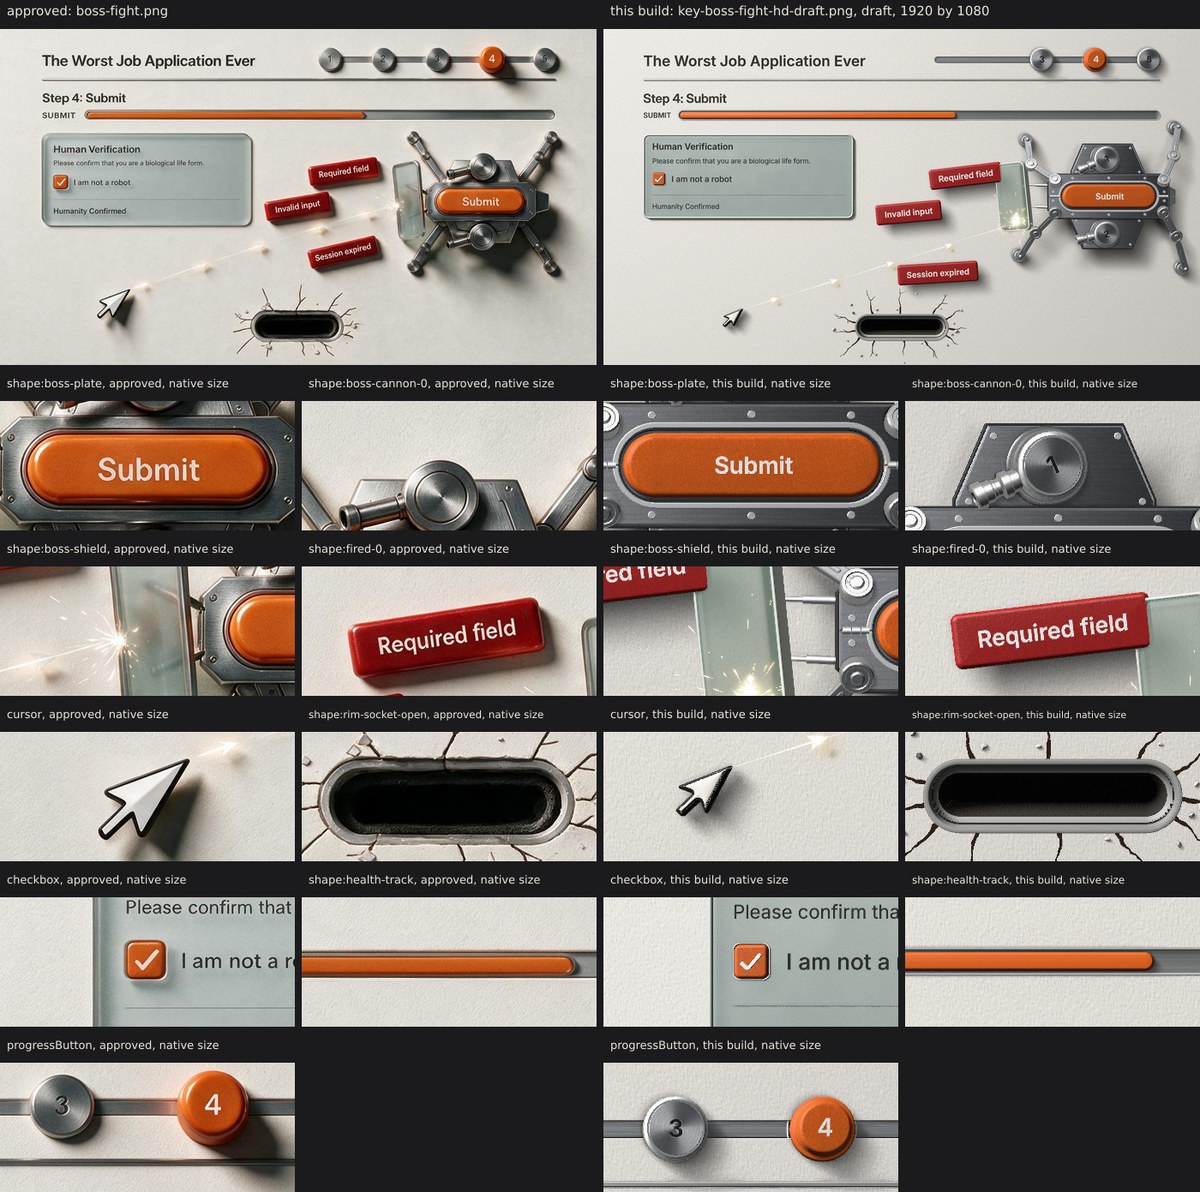 approved: boss-fight.png
this build: key-boss-fight-hd-draft.png, draft, 1920 by 1080
The Worst Job Application Ever
1 2 3 4 5
Step 4: Submit
SUBMIT
Human Verification
Please confirm that you are a biological life form.
I am not a robot
Humanity Confirmed
Required field
Invalid input
Session expired
Submit
The Worst Job Application Ever
3 4 5
Step 4: Submit
SUBMIT
Human Verification
Please confirm that you are a biological life form.
I am not a robot
Humanity Confirmed
Required field
Invalid input
Session expired
Submit
shape:boss-plate, approved, native size
shape:boss-cannon-0, approved, native size
shape:boss-plate, this build, native size
shape:boss-cannon-0, this build, native size
Submit
Submit
1
shape:boss-shield, approved, native size
shape:fired-0, approved, native size
shape:boss-shield, this build, native size
shape:fired-0, this build, native size
Required field
ed field
Required field
cursor, approved, native size
shape:rim-socket-open, approved, native size
cursor, this build, native size
shape:rim-socket-open, this build, native size
checkbox, approved, native size
shape:health-track, approved, native size
checkbox, this build, native size
shape:health-track, this build, native size
Please confirm that
I am not a r
Please confirm tha
I am not a
progressButton, approved, native size
progressButton, this build, native size
3 4
3 4